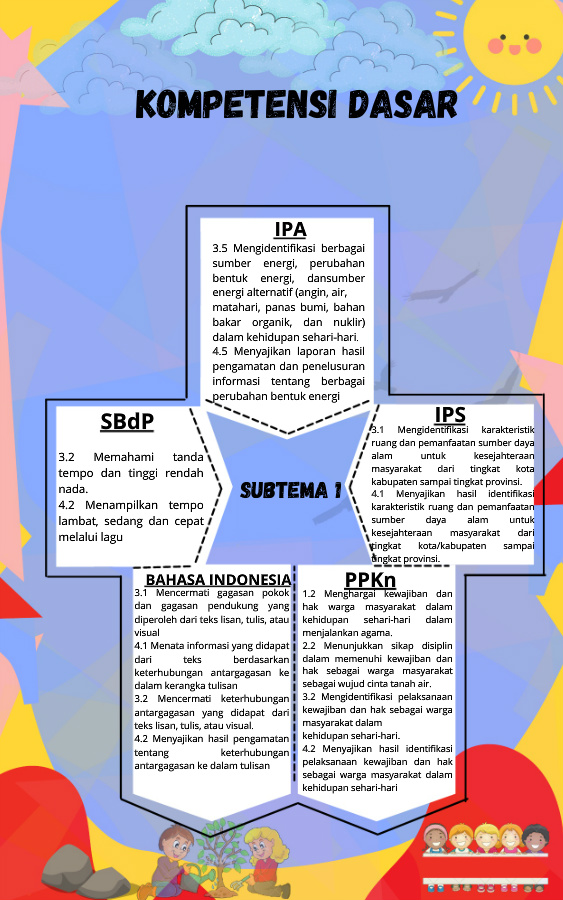 KOMPETENSI DASAR
IPA
3.5 Mengidentifikasi berbagai
sumber energi, perubahan
bentuk energi, dansumber
energi alternatif (angin, air,
matahari, panas bumi, bahan
bakar organik, dan nuklir)
dalam kehidupan sehari-hari.
4.5 Menyajikan laporan hasil
pengamatan dan penelusuran
informasi tentang berbagai
perubahan bentuk energi
SBdP
3.2 Memahami tanda
tempo dan tinggi rendah
nada.
4.2 Menampilkan tempo
lambat, sedang dan cepat
melalui lagu
SUBTEMA 1
IPS
3.1 Mengidentifikasi karakteristik
ruang dan pemanfaatan sumber daya
alam untuk kesejahteraan
masyarakat dari tingkat kota
kabupaten sampai tingkat provinsi.
4.1 Menyajikan hasil identifikasi
karakteristik ruang dan pemanfaatan
sumber daya alam untuk
kesejahteraan masyarakat dari
tingkat kota/kabupaten sampai
tingkat provinsi.
BAHASA INDONESIA
3.1 Mencermati gagasan pokok
dan gagasan pendukung yang
diperoleh dari teks lisan, tulis, atau
visual
4.1 Menata informasi yang didapat
dari teks berdasarkan
keterhubungan antargagasan ke
dalam kerangka tulisan
3.2 Mencermati keterhubungan
antargagasan yang didapat dari
teks lisan, tulis, atau visual.
4.2 Menyajikan hasil pengamatan
tentang keterhubungan
antargagasan ke dalam tulisan
PPKn
1.2 Menghargai kewajiban dan
hak warga masyarakat dalam
kehidupan sehari-hari dalam
menjalankan agama.
2.2 Menunjukkan sikap disiplin
dalam memenuhi kewajiban dan
hak sebagai warga masyarakat
sebagai wujud cinta tanah air.
3.2 Mengidentifikasi pelaksanaan
kewajiban dan hak sebagai warga
masyarakat dalam
kehidupan sehari-hari.
4.2 Menyajikan hasil identifikasi
pelaksanaan kewajiban dan hak
sebagai warga masyarakat dalam
kehidupan sehari-hari